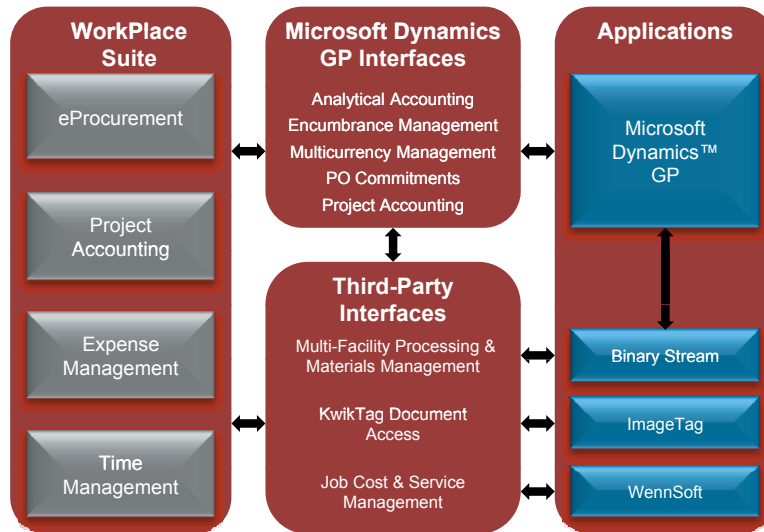 WorkPlace
Suite
eProcurement
Project
Accounting
Expense
Management
Time
Management
Microsoft Dynamics
GP Interfaces
Analytical Accounting
Encumbrance Management
Multicurrency Management
PO Commitments
Project Accounting
Third-Party
Interfaces
Multi-Facility Processing &
Materials Management
KwikTag Document
Access
Job Cost & Service
Management
Applications
Microsoft
Dynamics™
GP
Binary Stream
ImageTag
WennSoft